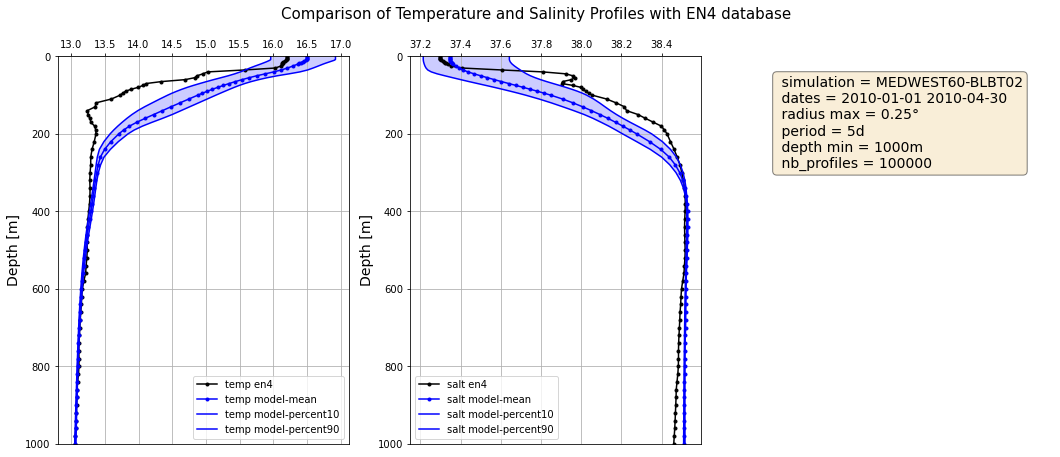 Comparison of Temperature and Salinity Profiles with EN4 database
13.0 13.5 14.0 14.5 15.0 15.5 16.0 16.5 17.0
0
200
400
600
800
1000
Depth [m]
temp en4
temp model-mean
temp model-percent10
temp model-percent90
37.2 37.4 37.6 37.8 38.0 38.2 38.4
0
200
400
600
800
1000
Depth [m]
salt en4
salt model-mean
salt model-percent10
salt model-percent90
simulation = MEDWEST60-BLBT02
dates = 2010-01-01 2010-04-30
radius max = 0.25°
period = 5d
depth min = 1000m
nb_profiles = 100000